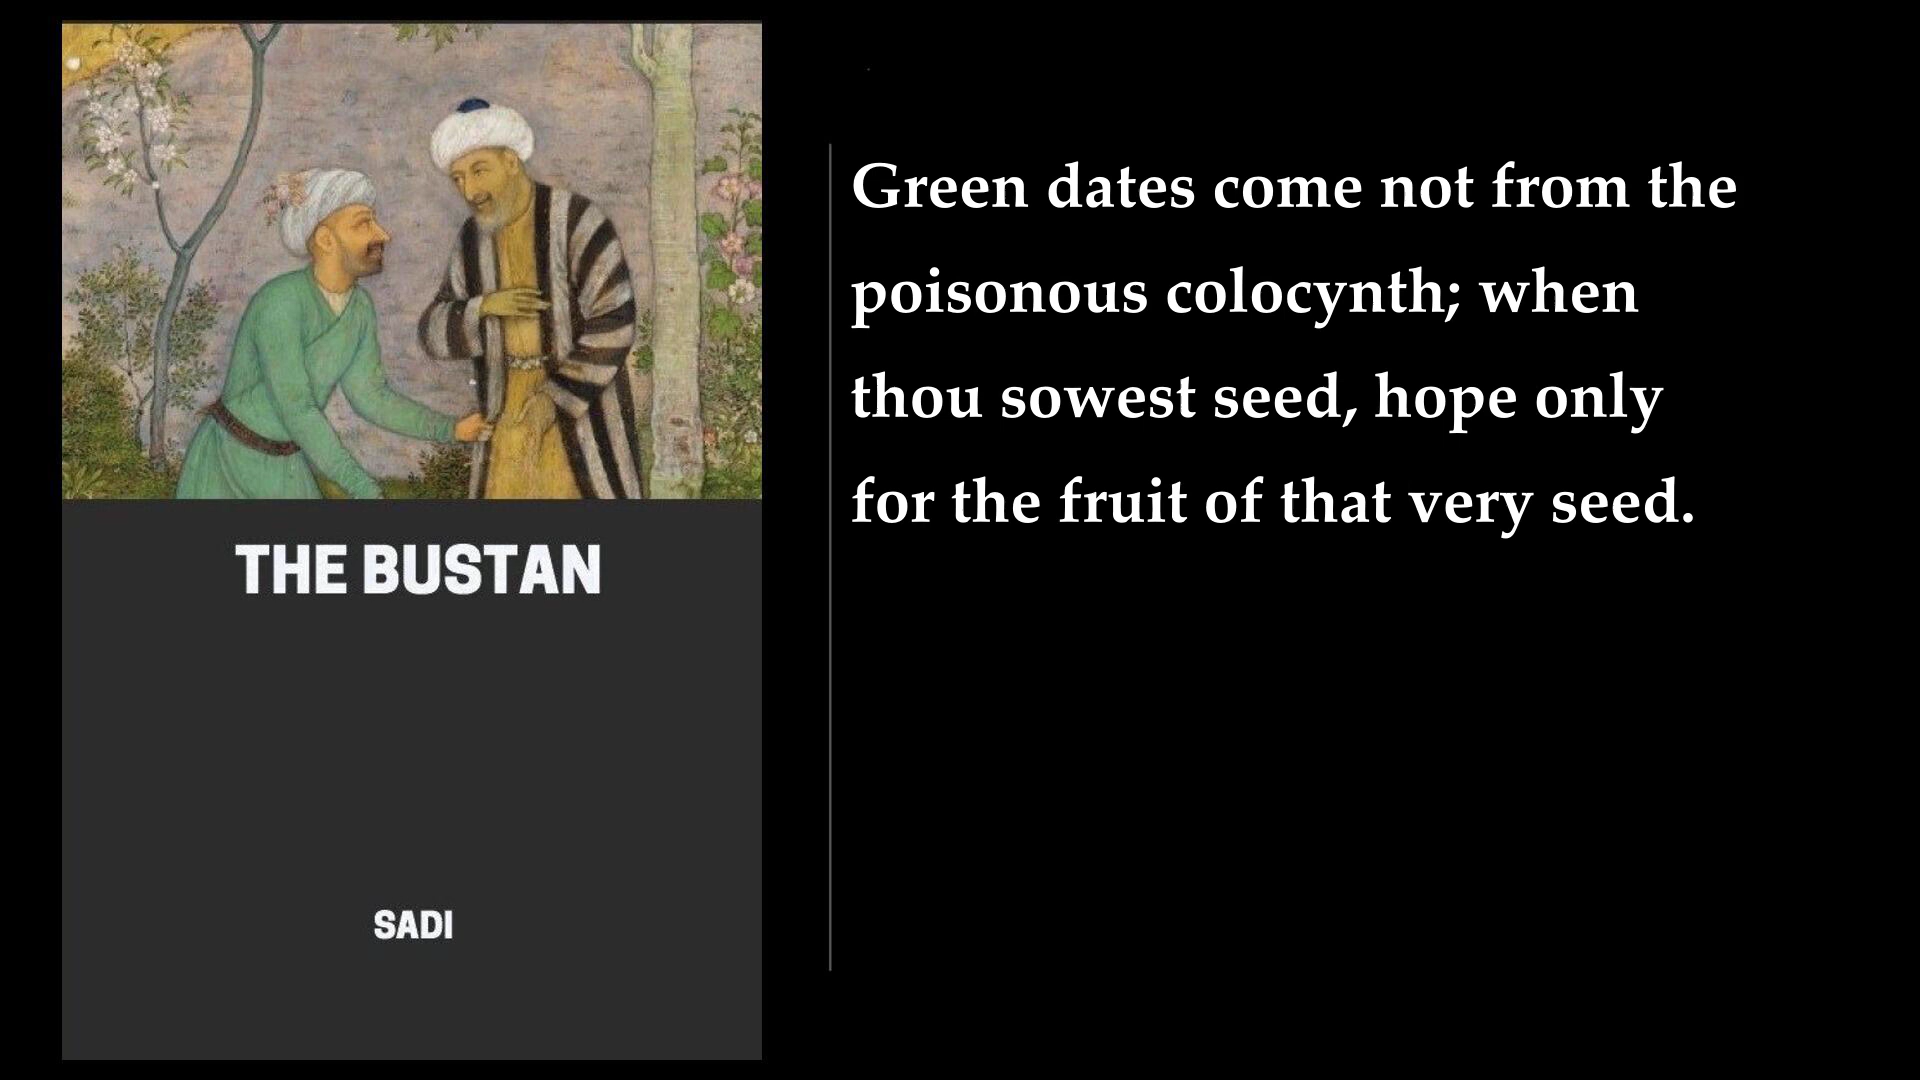 THE BUSTAN
SADI
Green dates come not from the
poisonous colocynth; when
thou sowest seed, hope only
for the fruit of that very seed.